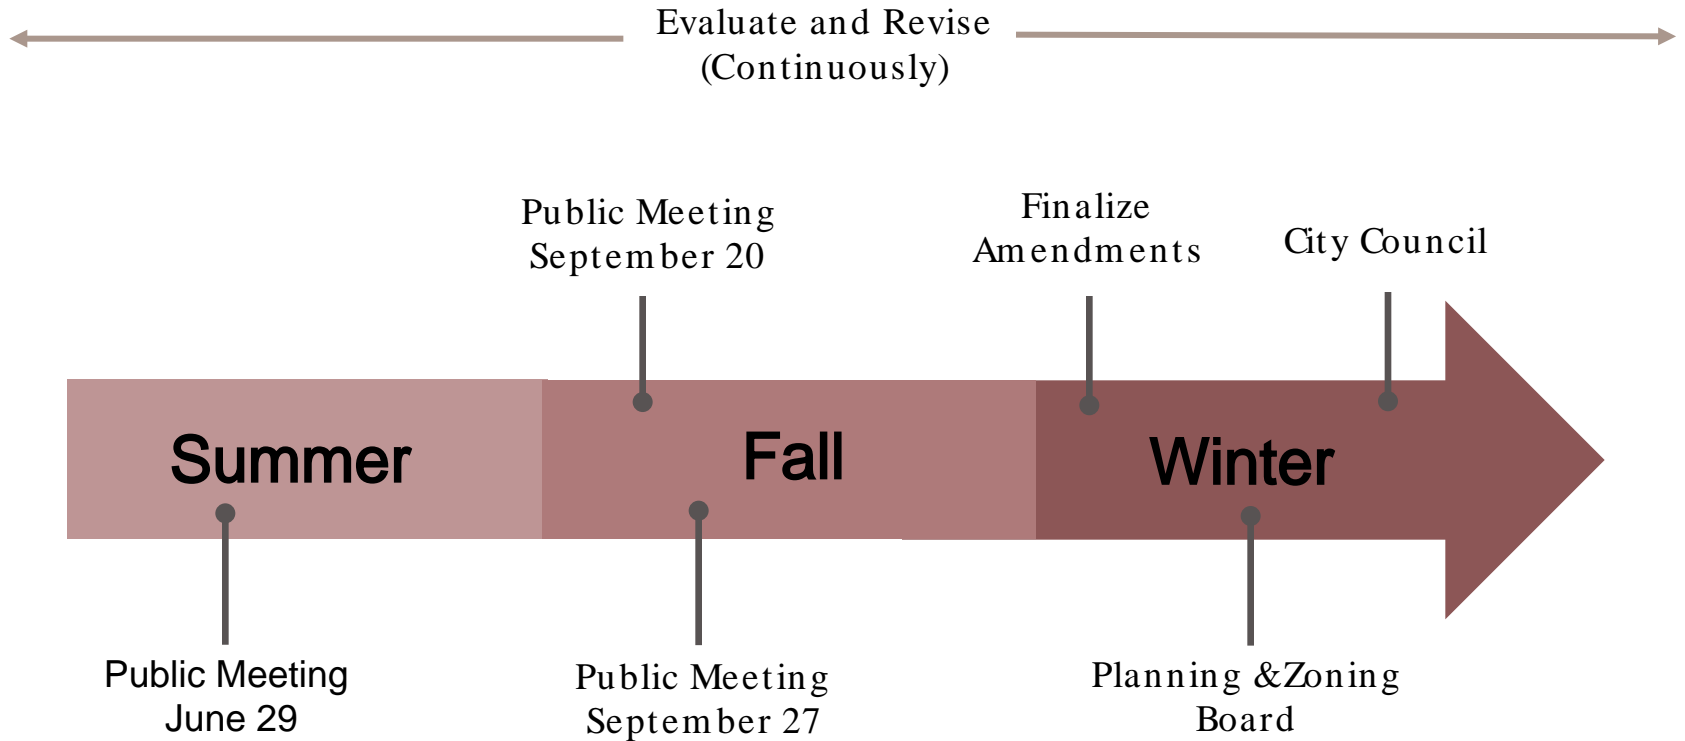 Evaluate and Revise
(Continuously)
Public Meeting
September 20
Finalize
Amendments
City Council
Summer
Fall
Winter
Public Meeting
June 29
Public Meeting
September 27
Planning &Zoning
Board